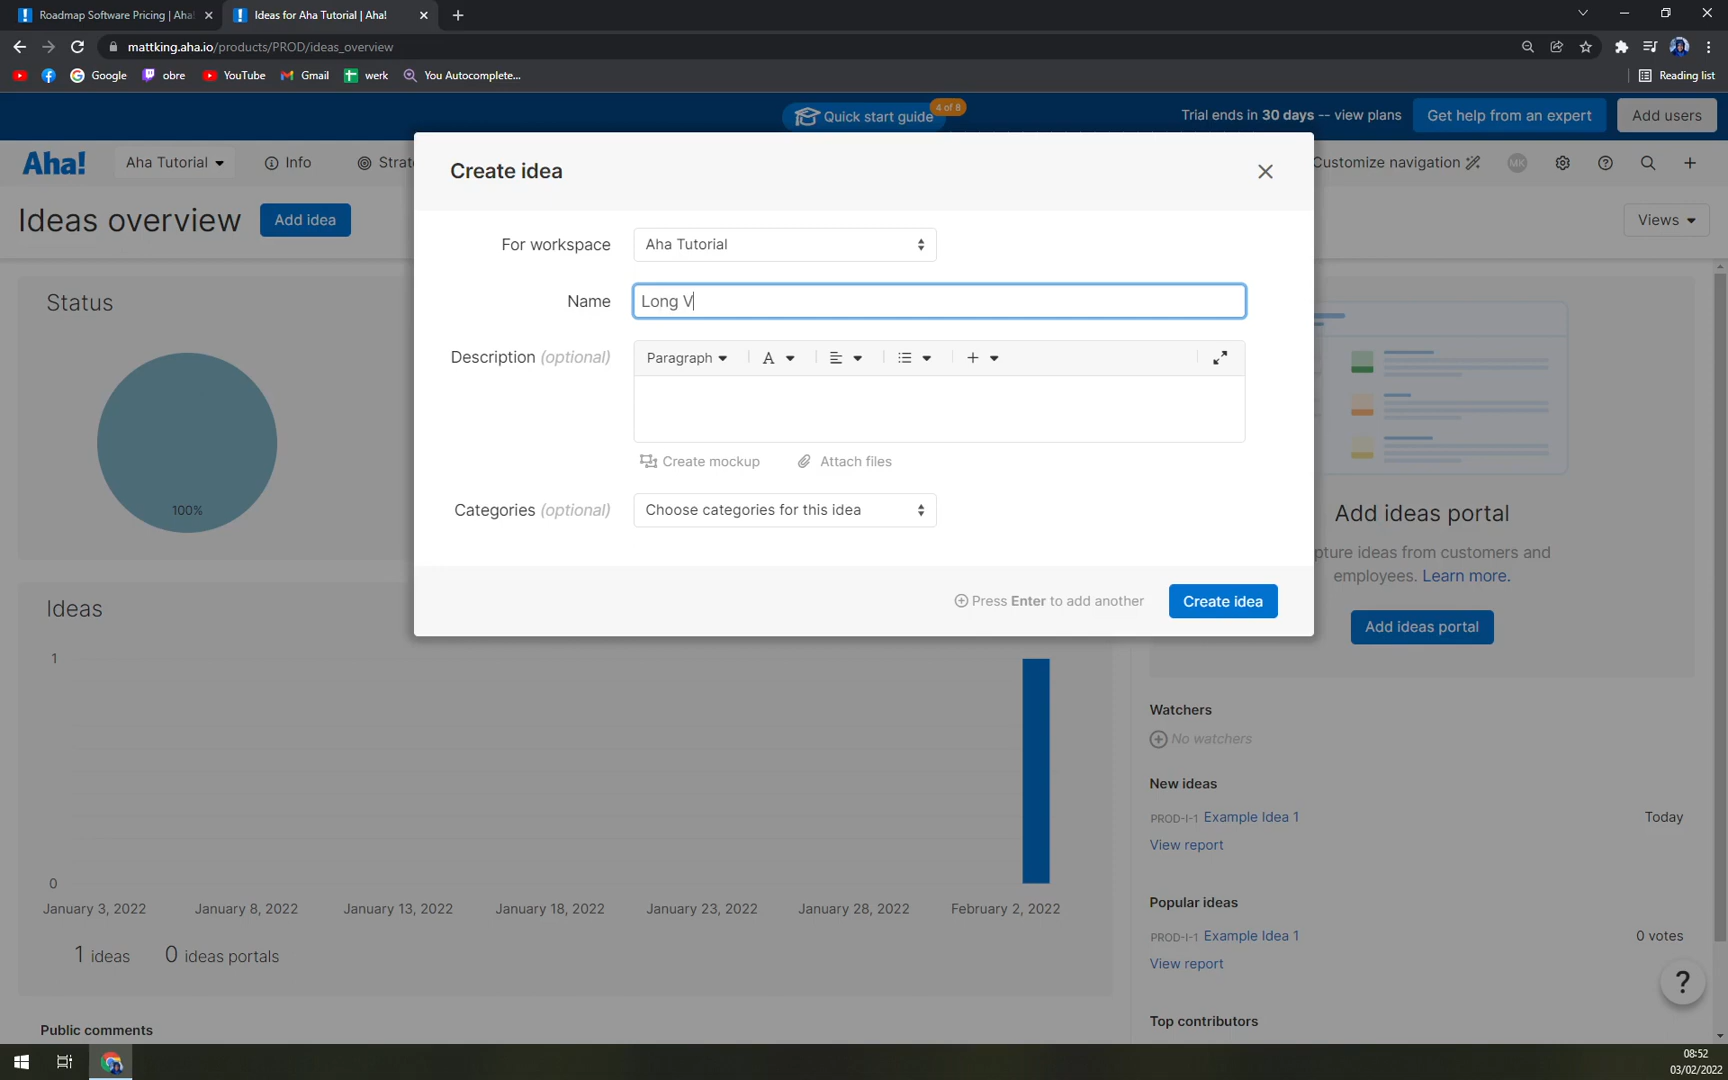 Roadmap Software Pricing | Aha!
Ideas for Aha Tutorial | Aha!
mattking.aha.io/products/PROD/ideas_overview
Google
obre
YouTube
Gmail
werk
You Autocomplete...
Reading list
Quick start guide
4 of 8
Trial ends in 30 days -- view plans
Get help from an expert
Add users
Aha!
Aha Tutorial
Info
Strat
Customize navigation
MK
Ideas overview
Add idea
Views
Create idea
For workspace
Aha Tutorial
Name
Long V
Description (optional)
Paragraph
A
Create mockup
Attach files
Categories (optional)
Choose categories for this idea
Press Enter to add another
Create idea
Status
100%
Ideas
1
0
January 3, 2022
January 8, 2022
January 13, 2022
January 18, 2022
January 23, 2022
January 28, 2022
February 2, 2022
1 ideas
0 ideas portals
Public comments
Add ideas portal
pture ideas from customers and
employees. Learn more.
Add ideas portal
Watchers
No watchers
New ideas
PROD-I-1 Example Idea 1
Today
View report
Popular ideas
PROD-I-1 Example Idea 1
0 votes
View report
?
Top contributors
08:52
03/02/2022